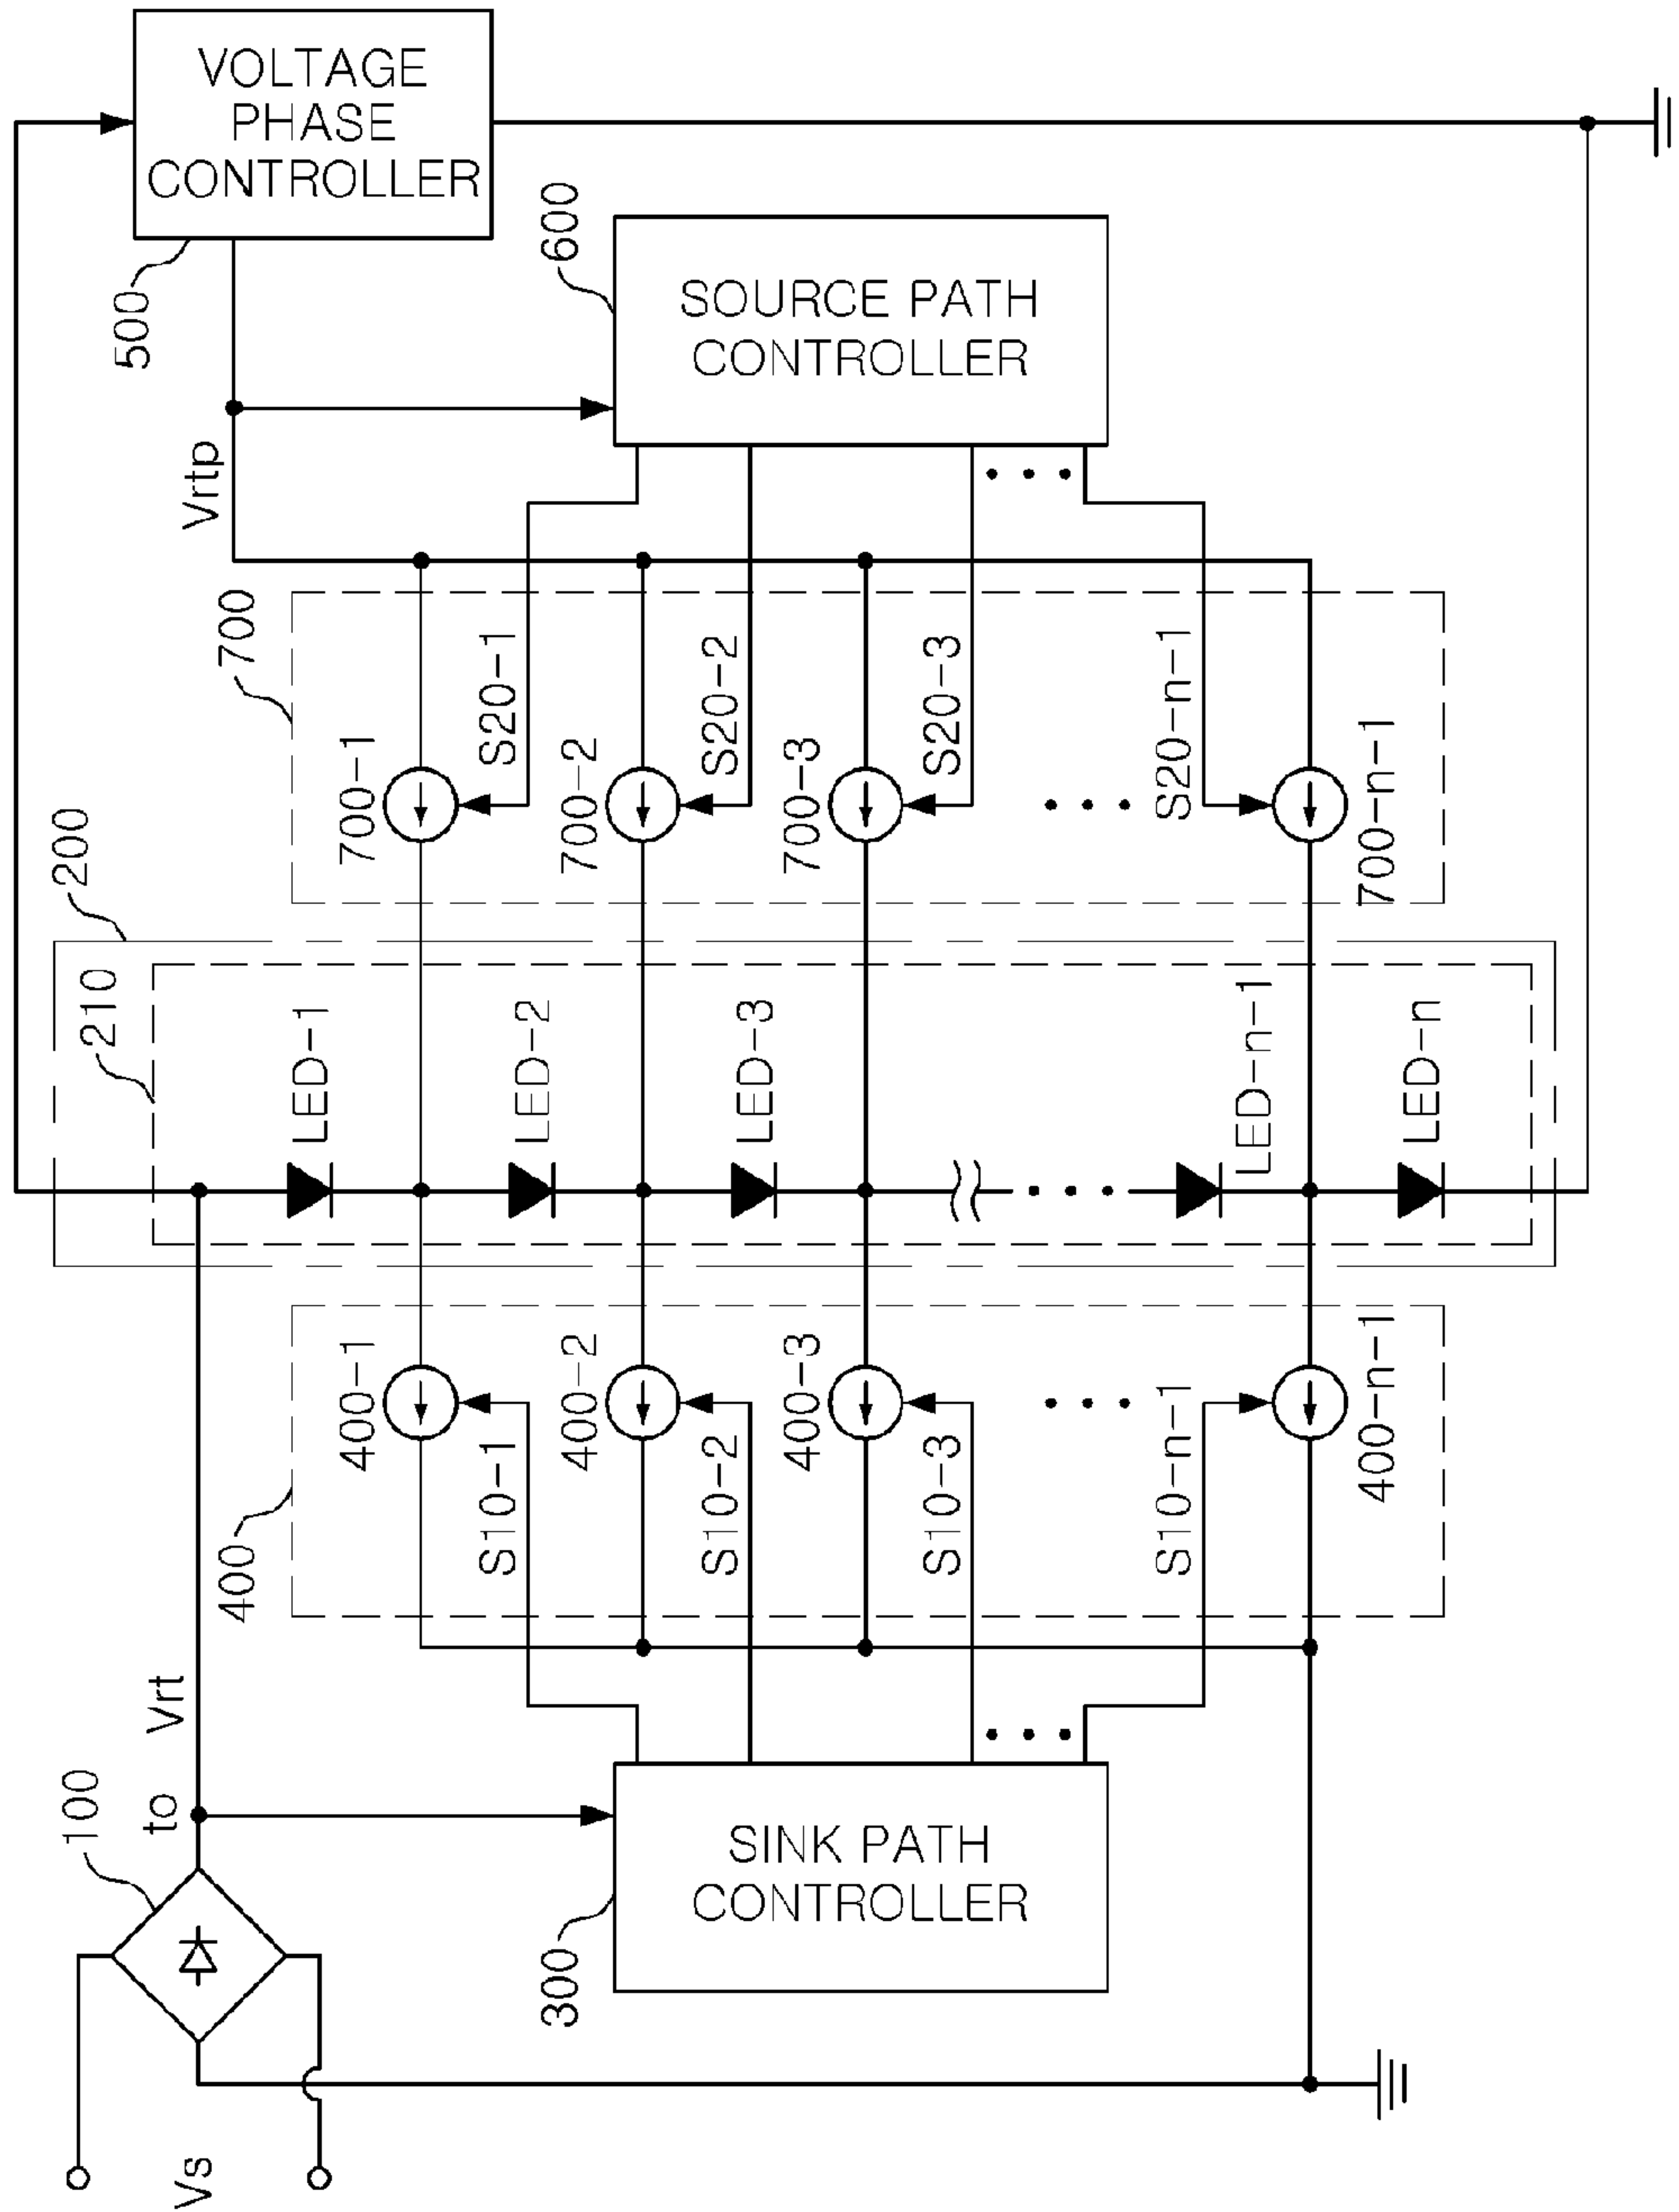 VOLTAGE
PHASE
CONTROLLER
500
600
SOURCE PATH
CONTROLLER
Vrtp
700
700-1
S20-1
700-2
S20-2
700-3
S20-3
S20-n-1
700-n-1
200
210
LED-1
LED-2
LED-3
LED-n-1
LED-n
400
400-1
S10-1
400-2
S10-2
400-3
S10-3
S10-n-1
400-n-1
Vrt
to
100
300
SINK PATH
CONTROLLER
Vs